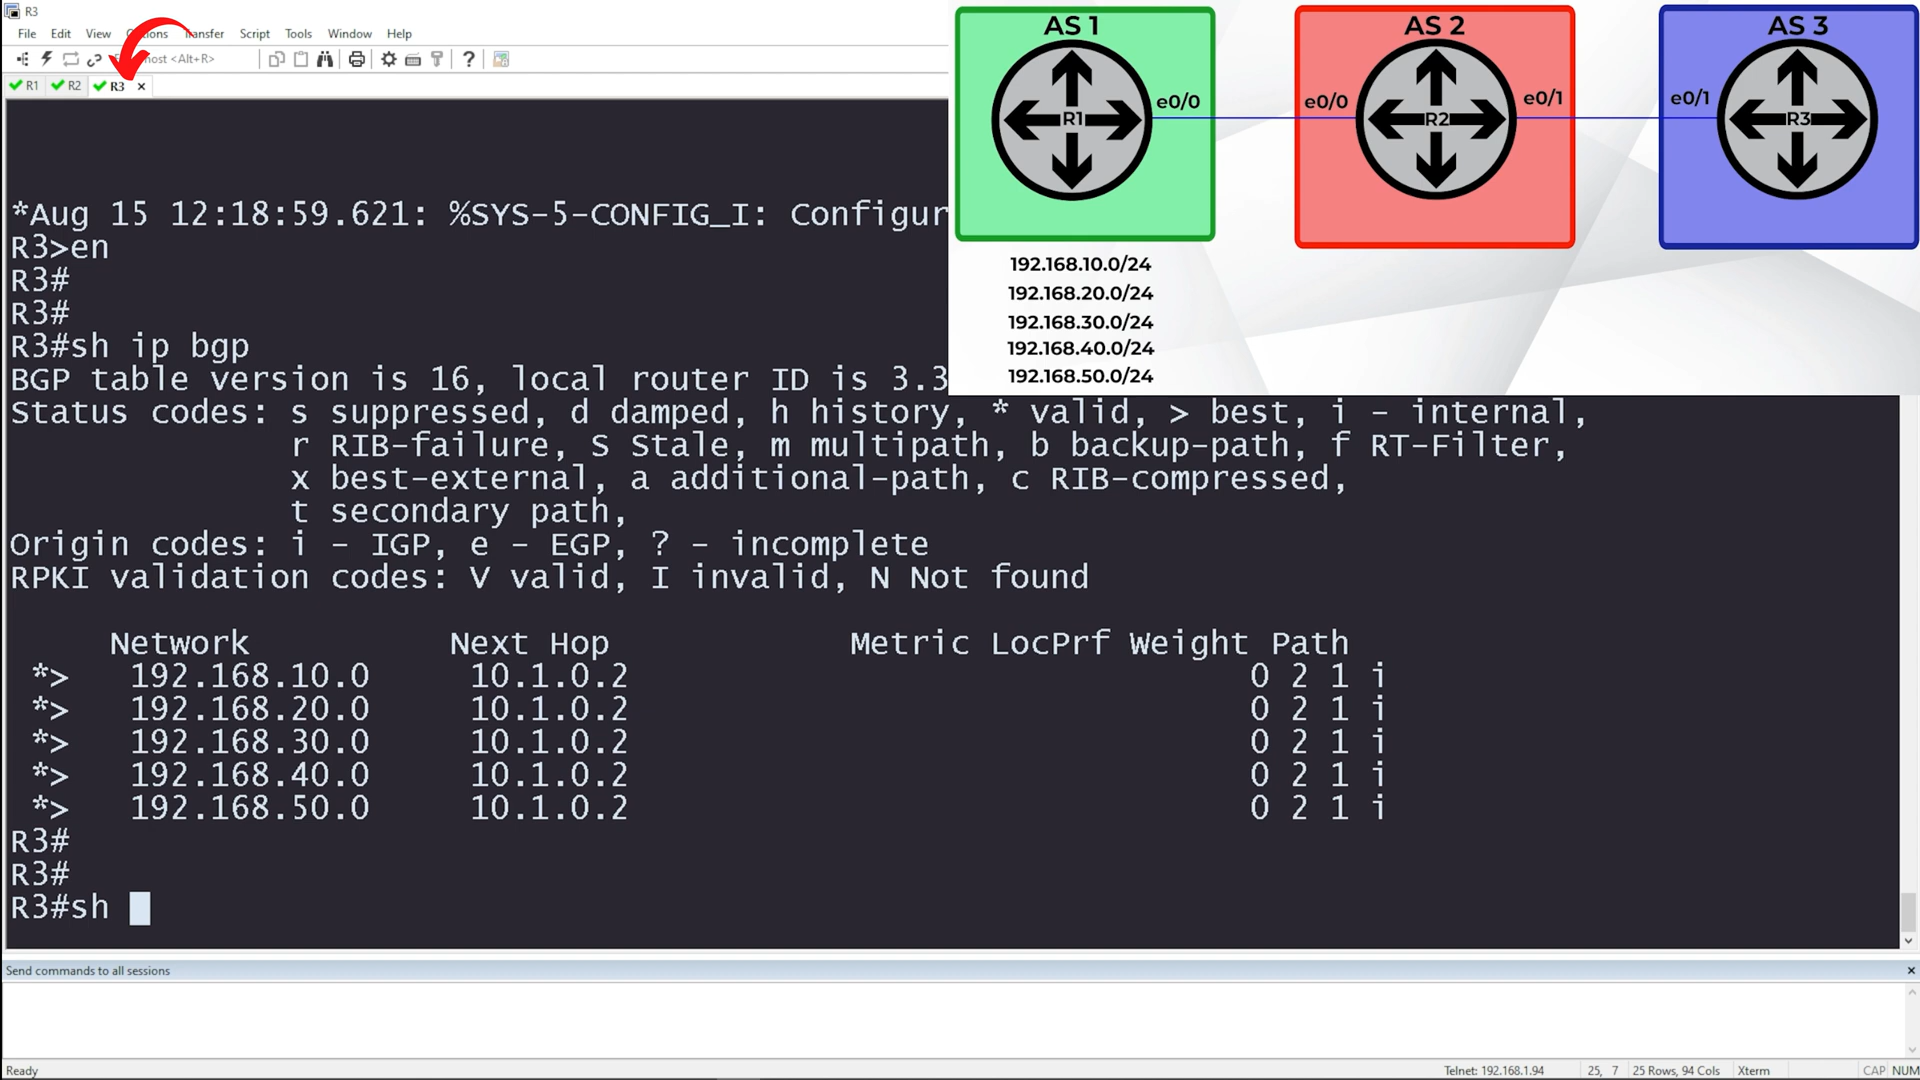 R3
File Edit View Options Transfer Script Tools Window Help
Host <Alt+R>
R1 R2 R3
*Aug 15 12:18:59.621: %SYS-5-CONFIG_I: Configur
R3>en
R3#
R3#
R3#sh ip bgp
BGP table version is 16, local router ID is 3.3
Status codes: s suppressed, d damped, h history, * valid, > best, i - internal,
r RIB-failure, S Stale, m multipath, b backup-path, f RT-Filter,
x best-external, a additional-path, c RIB-compressed,
t secondary path,
Origin codes: i - IGP, e - EGP, ? - incomplete
RPKI validation codes: V valid, I invalid, N Not found
Network Next Hop Metric LocPrf Weight Path
*> 192.168.10.0 10.1.0.2 0 2 1 i
*> 192.168.20.0 10.1.0.2 0 2 1 i
*> 192.168.30.0 10.1.0.2 0 2 1 i
*> 192.168.40.0 10.1.0.2 0 2 1 i
*> 192.168.50.0 10.1.0.2 0 2 1 i
R3#
R3#
R3#sh
AS 1 AS 2 AS 3
R1 e0/0 e0/0 R2 e0/1 e0/1 R3
192.168.10.0/24
192.168.20.0/24
192.168.30.0/24
192.168.40.0/24
192.168.50.0/24
Send commands to all sessions
Ready Telnet: 192.168.1.94 25, 7 25 Rows, 94 Cols Xterm CAP NUM